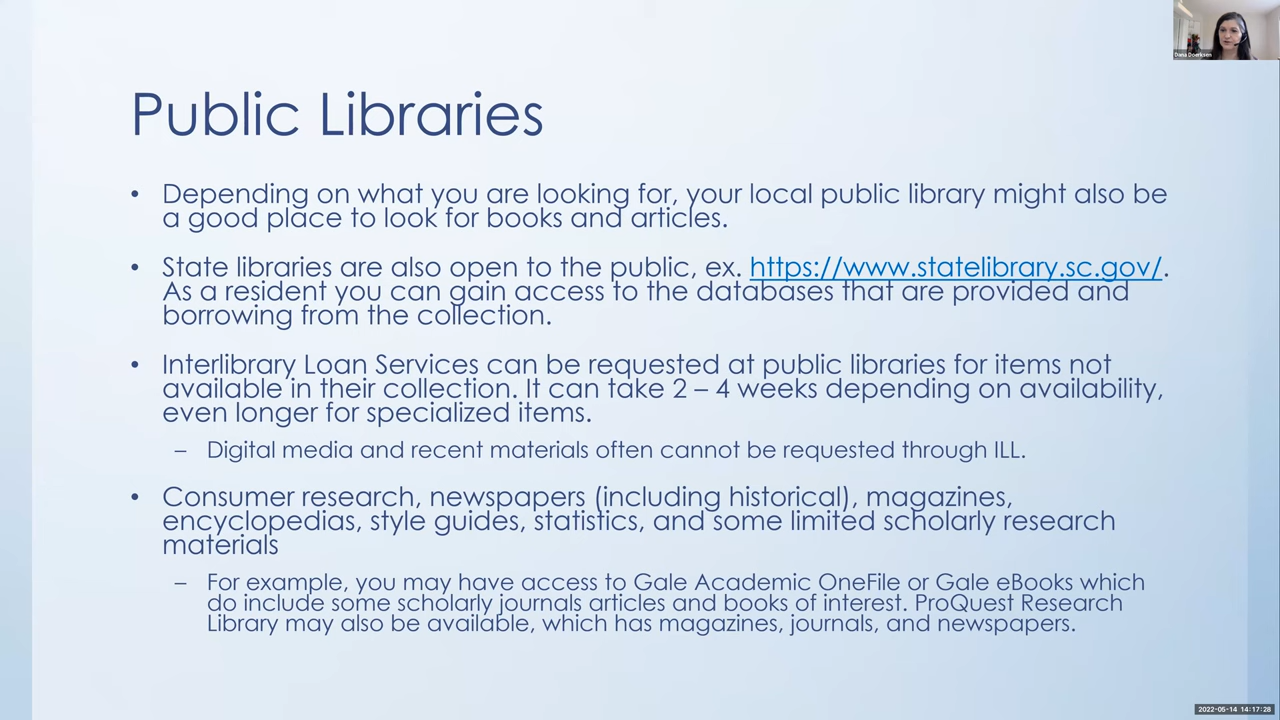 Dana Doerksen
Public Libraries
• Depending on what you are looking for, your local public library might also be
a good place to look for books and articles.
• State libraries are also open to the public, ex. https://www.statelibrary.sc.gov/.
As a resident you can gain access to the databases that are provided and
borrowing from the collection.
• Interlibrary Loan Services can be requested at public libraries for items not
available in their collection. It can take 2 – 4 weeks depending on availability,
even longer for specialized items.
– Digital media and recent materials often cannot be requested through ILL.
• Consumer research, newspapers (including historical), magazines,
encyclopedias, style guides, statistics, and some limited scholarly research
materials
– For example, you may have access to Gale Academic OneFile or Gale eBooks which
do include some scholarly journals articles and books of interest. ProQuest Research
Library may also be available, which has magazines, journals, and newspapers.
2022-05-14 14:17:28